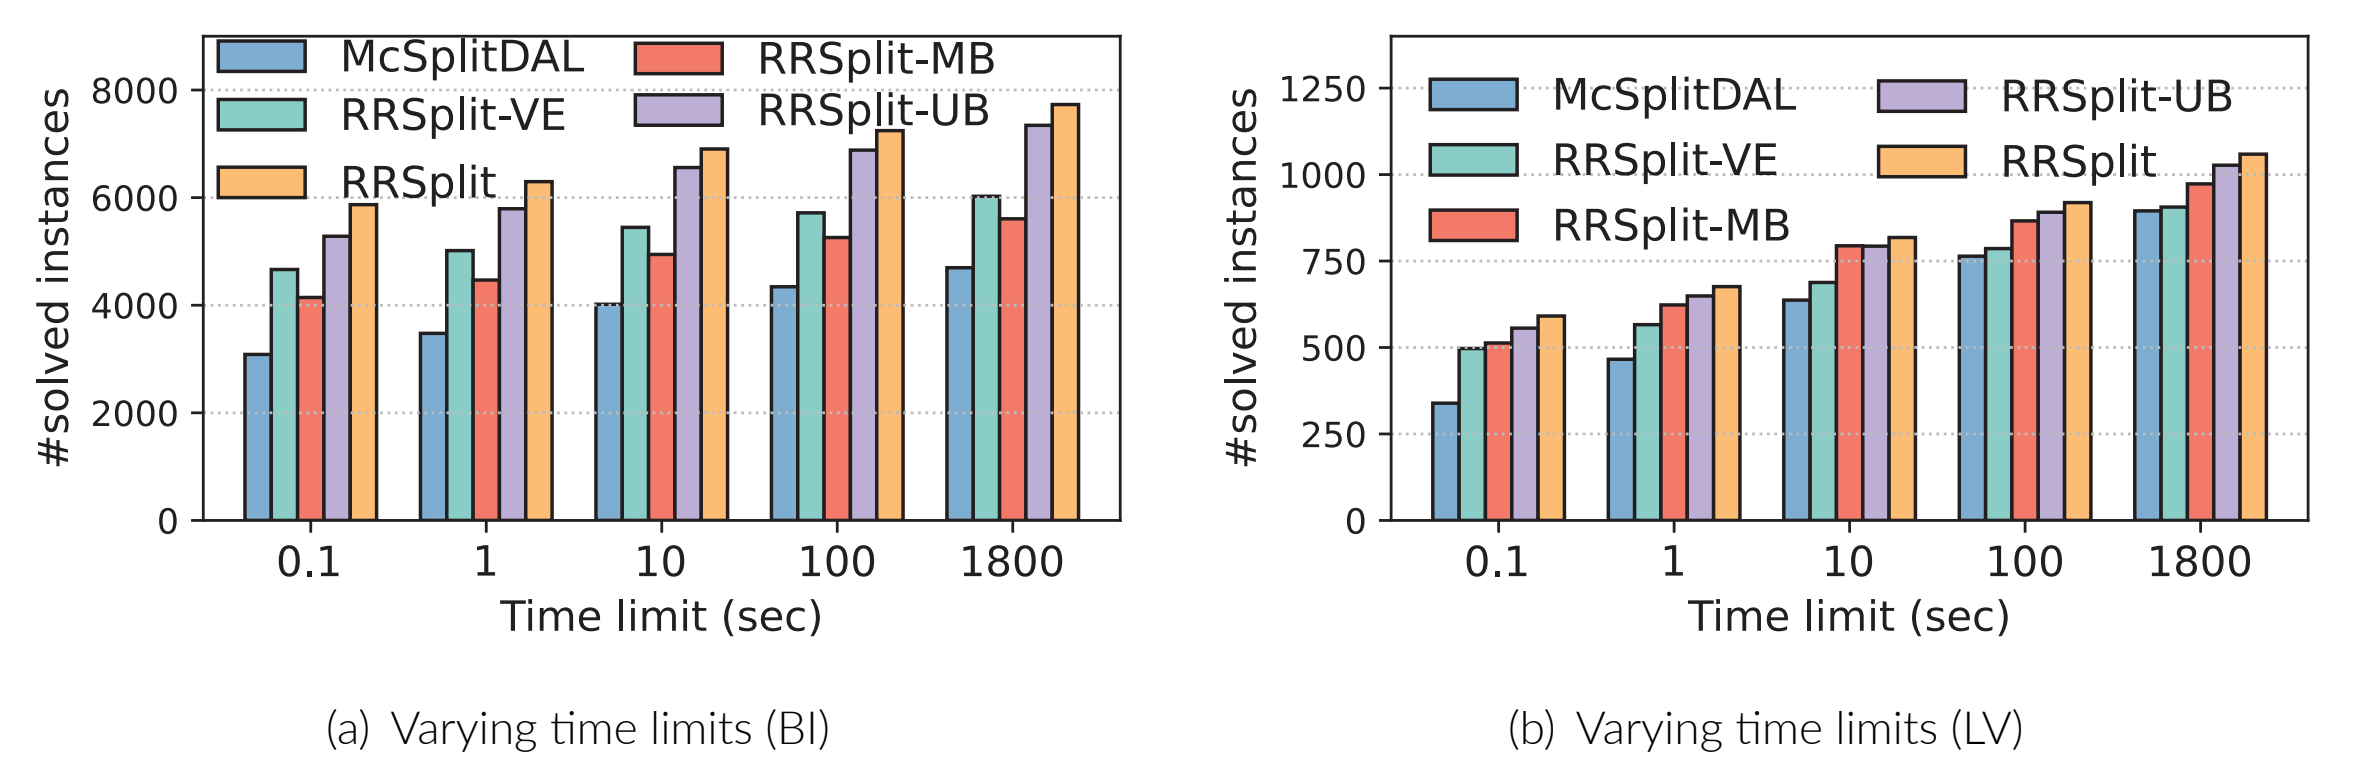 McSplitDAL
RRSplit-VE
RRSplit
RRSplit-MB
RRSplit-UB
#solved instances
8000
6000
4000
2000
0
0.1 1 10 100 1800
Time limit (sec)
(a) Varying time limits (BI)
McSplitDAL
RRSplit-VE
RRSplit-MB
RRSplit-UB
RRSplit
#solved instances
1250
1000
750
500
250
0
0.1 1 10 100 1800
Time limit (sec)
(b) Varying time limits (LV)